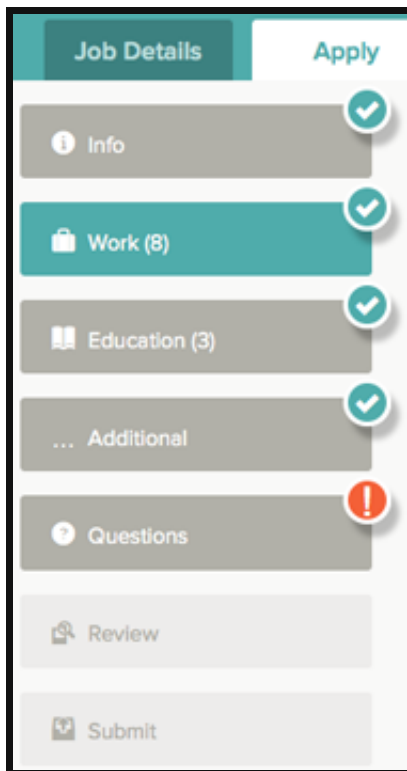 Job Details
Apply
Info
Work (8)
Education (3)
... Additional
Questions
Review
Submit